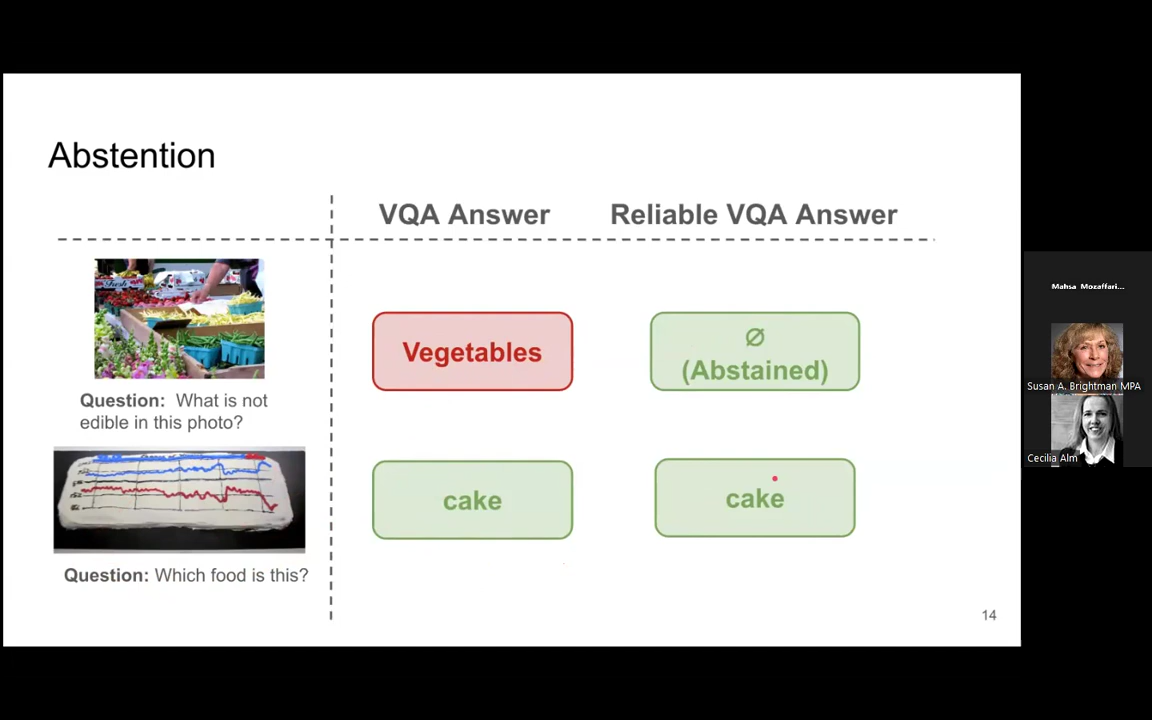 Abstention
VQA Answer
Reliable VQA Answer
Fresh
Vegetables
∅
(Abstained)
Question: What is not
edible in this photo?
cake
cake
Question: Which food is this?
14
Mahsa Mozaffari...
Susan A. Brightman MPA
Cecilia Alm